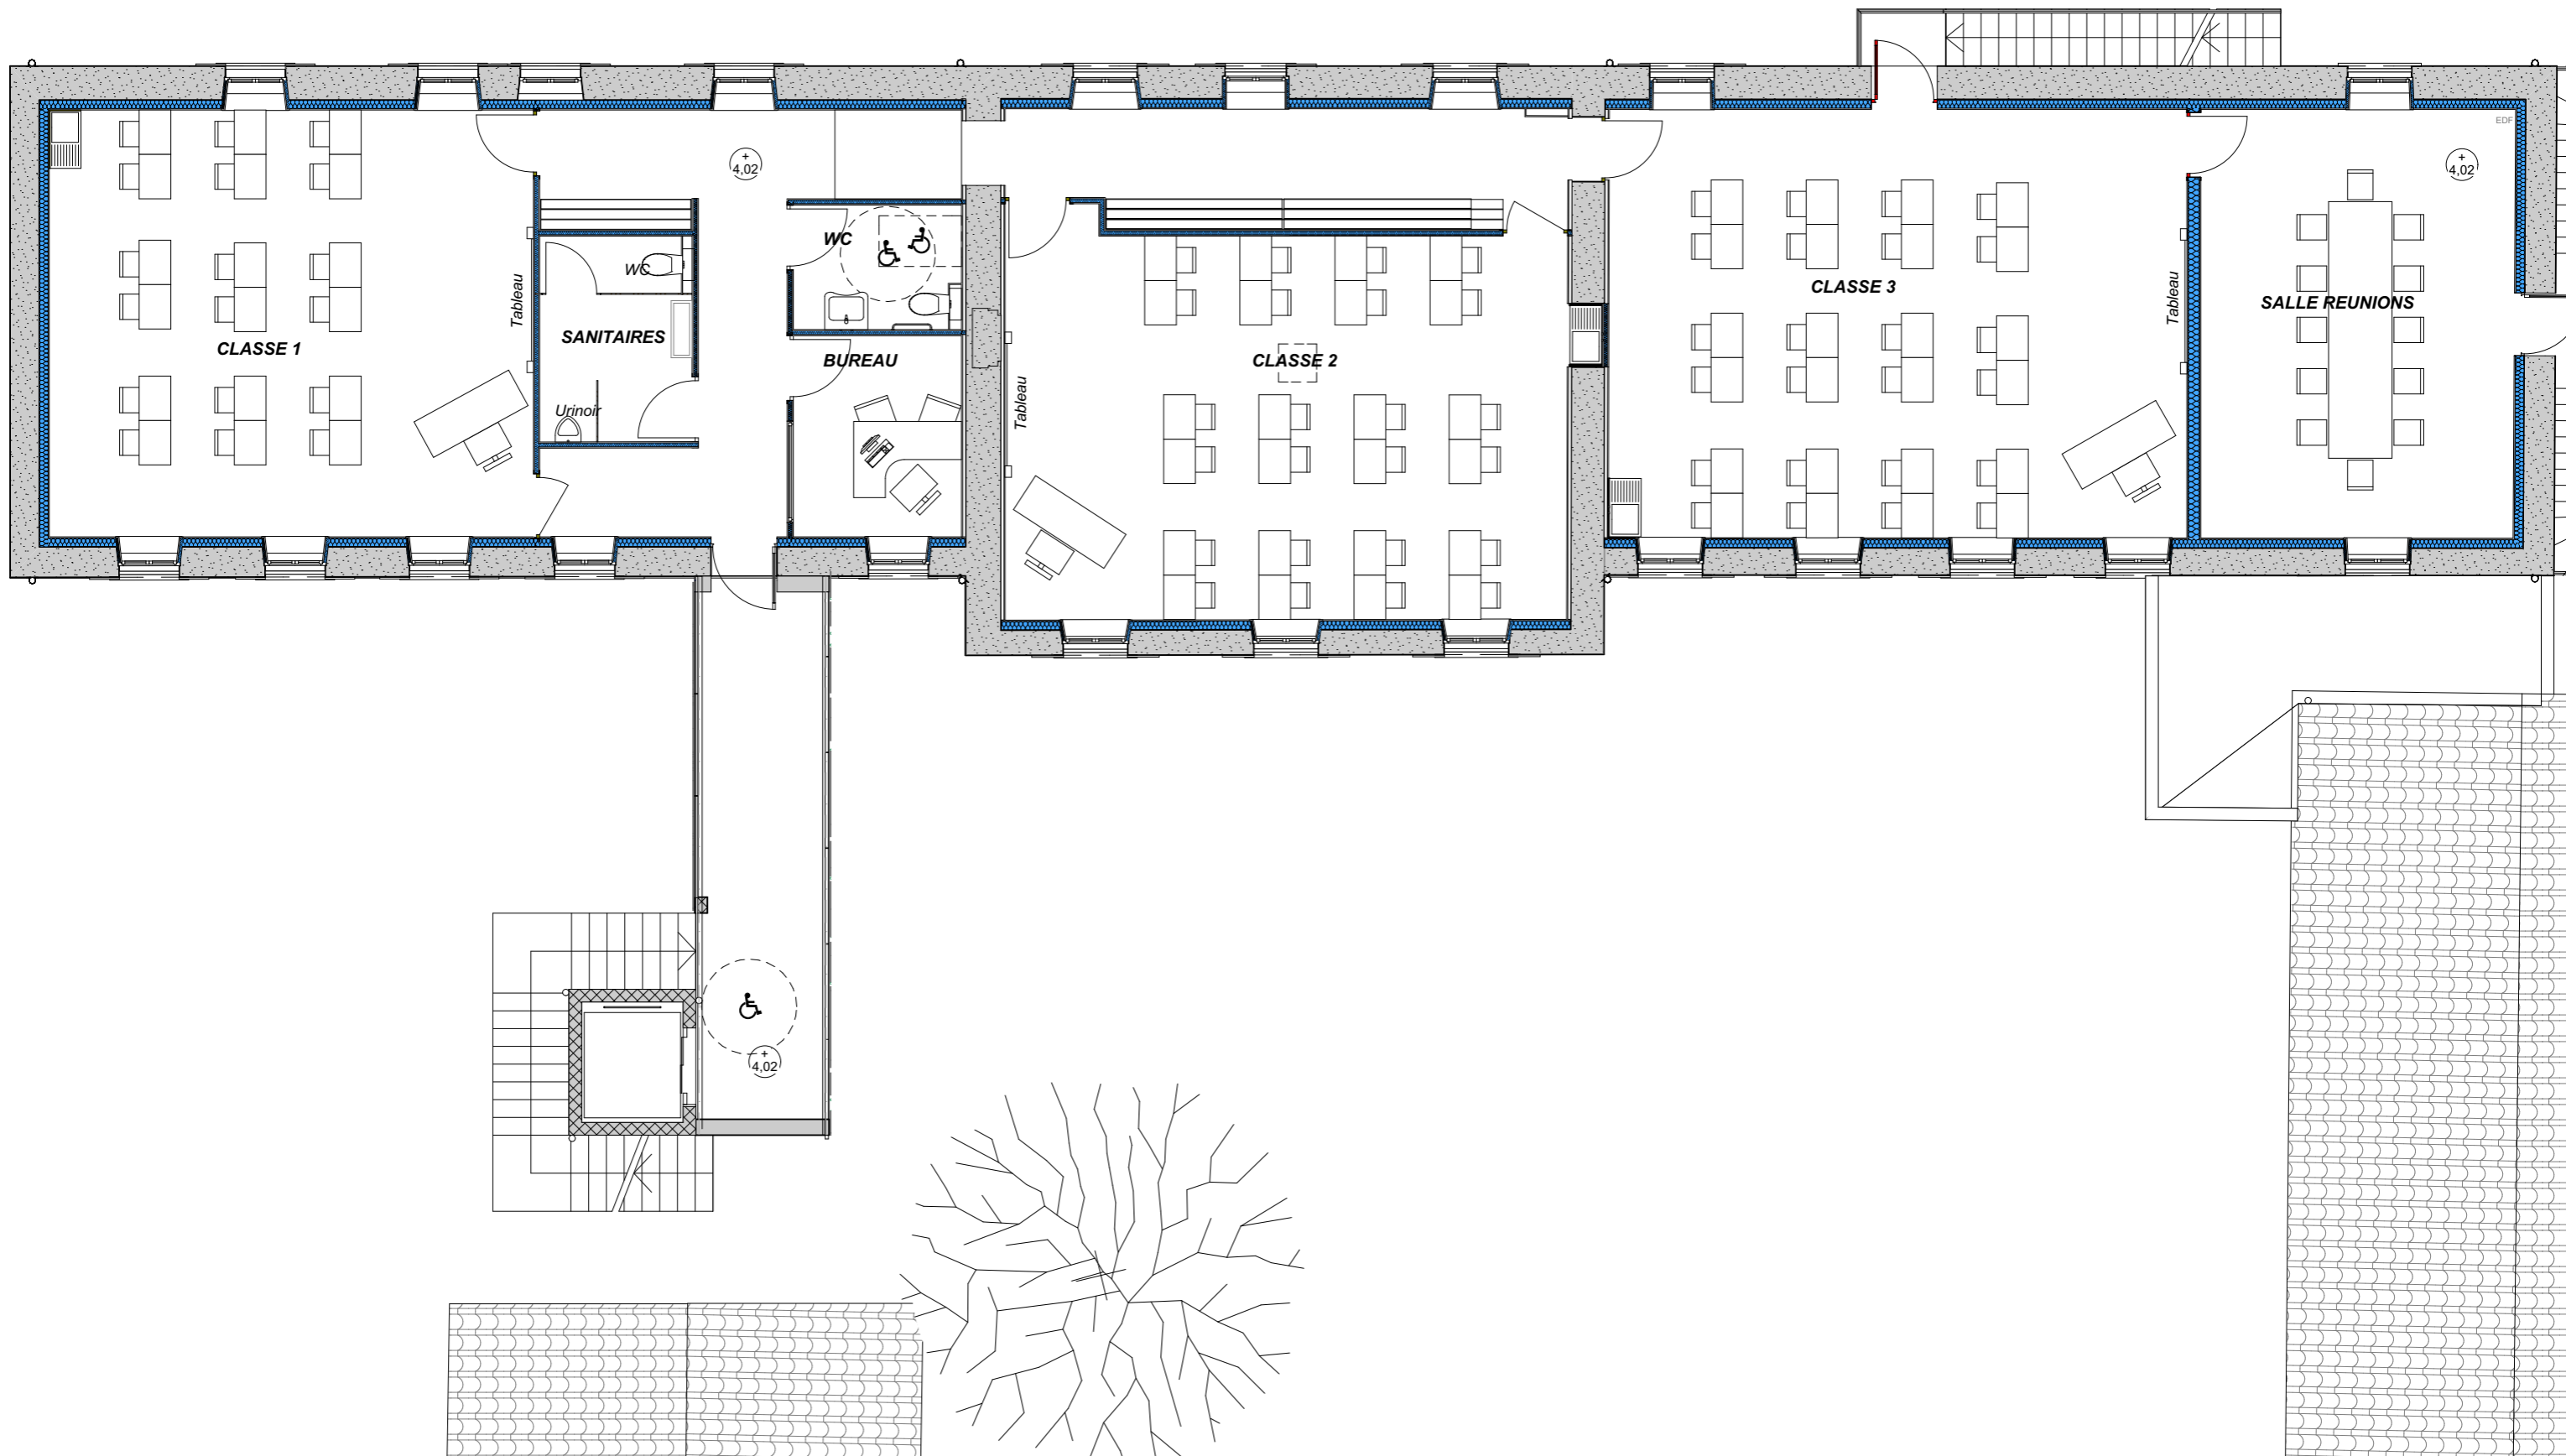 EDF
+
4,02
+
4,02
WC
WC
Tableau
CLASSE 1
SANITAIRES
BUREAU
Urinoir
Tableau
CLASSE 2
CLASSE 3
Tableau
SALLE REUNIONS
+
4,02